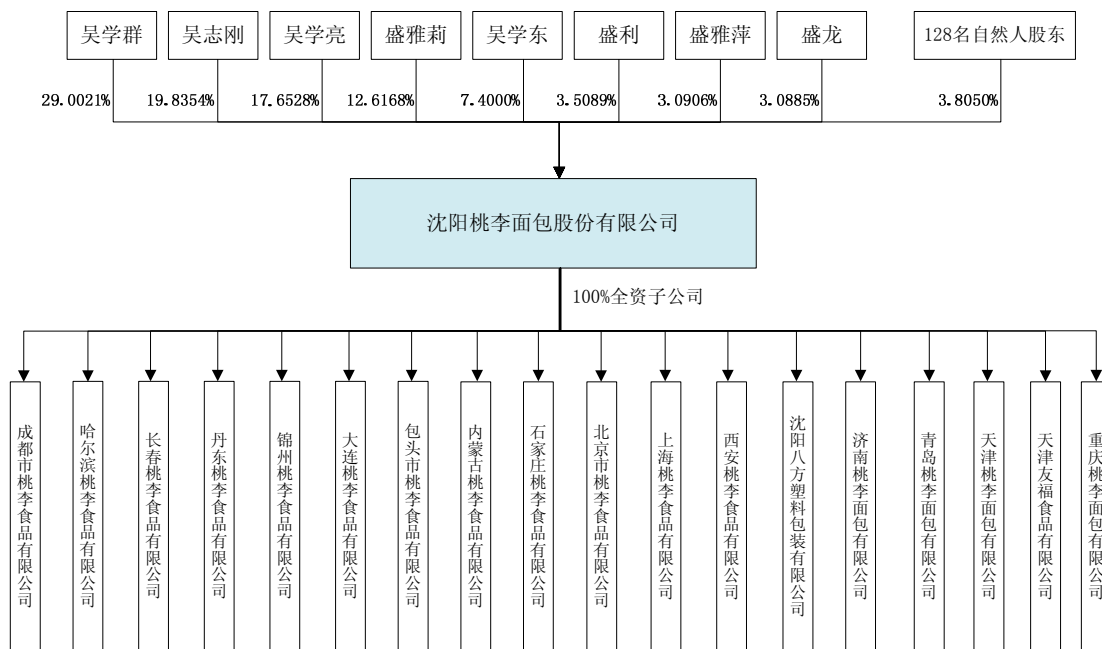 吴学群
吴志刚
吴学亮
盛雅莉
吴学东
盛利
盛雅萍
盛龙
128名自然人股东
29.0021%
19.8354%
17.6528%
12.6168%
7.4000%
3.5089%
3.0906%
3.0885%
3.8050%
沈阳桃李面包股份有限公司
100%全资子公司
成都市桃李食品有限公司
哈尔滨桃李食品有限公司
长春桃李食品有限公司
丹东桃李食品有限公司
锦州桃李食品有限公司
大连桃李食品有限公司
包头市桃李食品有限公司
内蒙古桃李食品有限公司
石家庄桃李食品有限公司
北京市桃李食品有限公司
上海桃李食品有限公司
西安桃李食品有限公司
沈阳八方塑料包装有限公司
济南桃李面包有限公司
青岛桃李面包有限公司
天津桃李面包有限公司
天津友福食品有限公司
重庆桃李面包有限公司